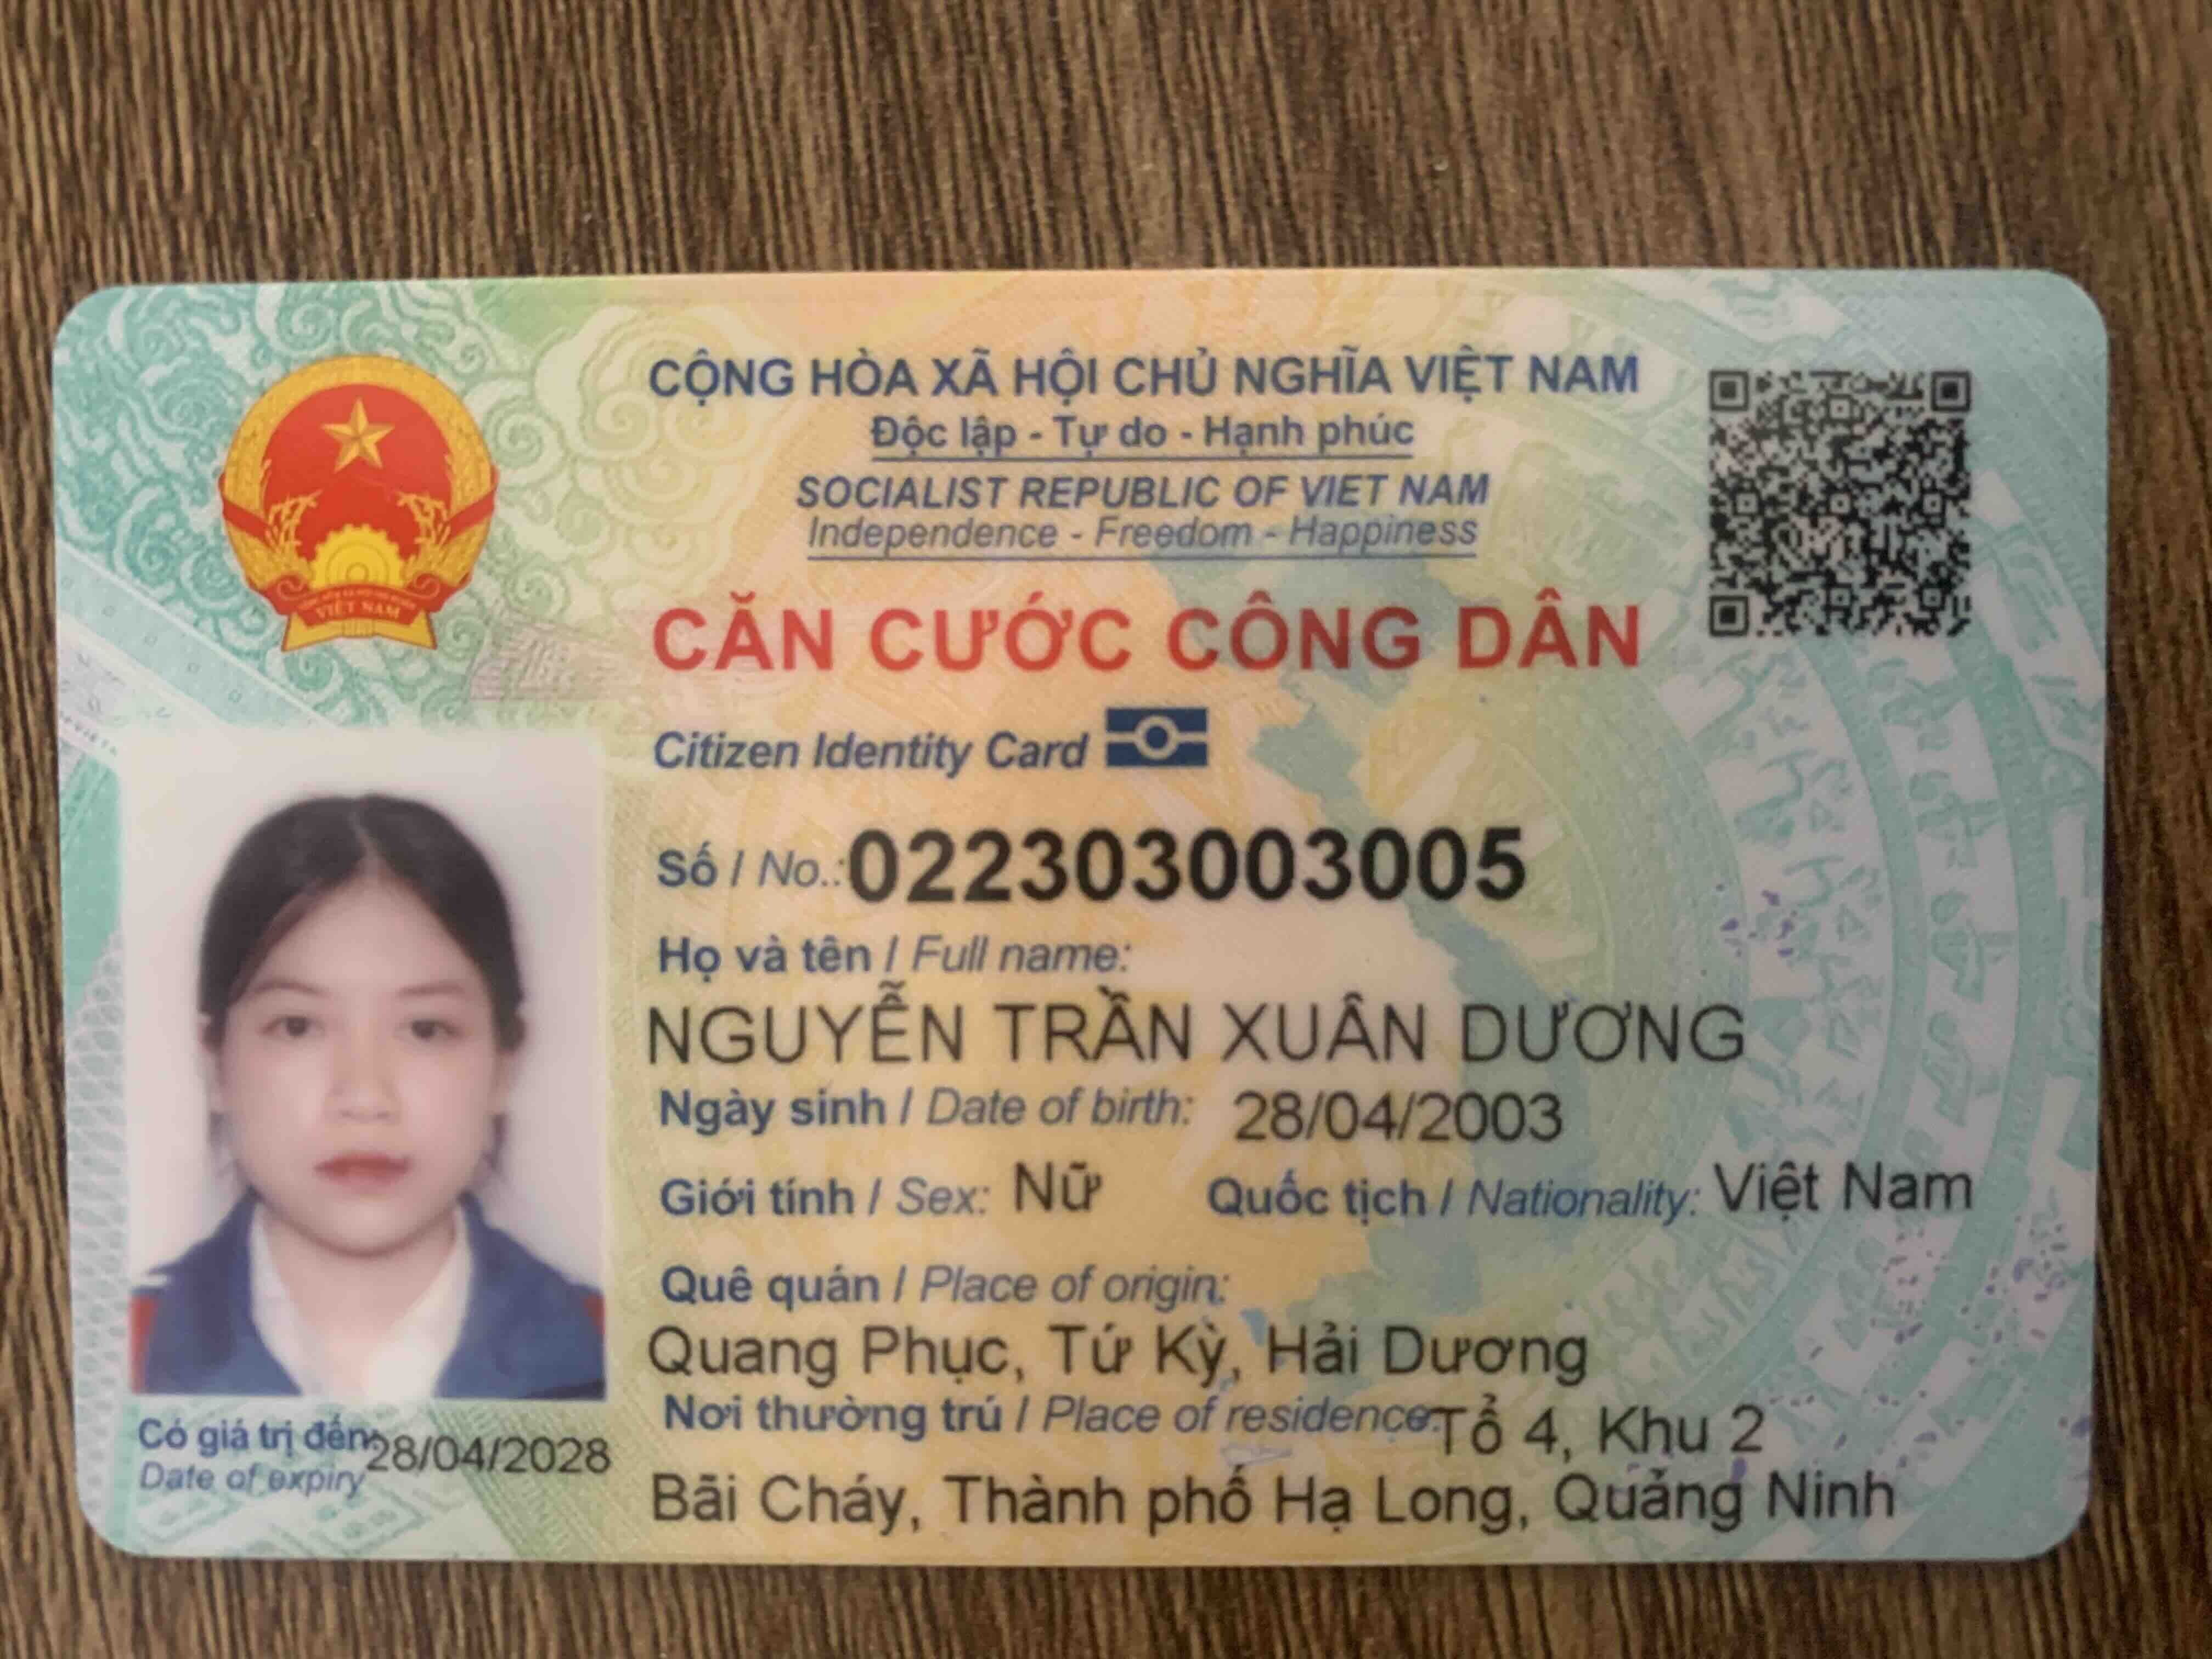 CỘNG HÒA XÃ HỘI CHỦ NGHĨA VIỆT NAM
Độc lập - Tự do - Hạnh phúc
SOCIALIST REPUBLIC OF VIET NAM
Independence - Freedom - Happiness
CĂN CƯỚC CÔNG DÂN
Citizen Identity Card
Số / No.: 022303003005
Họ và tên / Full name:
NGUYỄN TRẦN XUÂN DƯƠNG
Ngày sinh / Date of birth: 28/04/2003
Giới tính / Sex: Nữ Quốc tịch / Nationality: Việt Nam
Quê quán / Place of origin:
Quang Phục, Tứ Kỳ, Hải Dương
Nơi thường trú / Place of residence: Tổ 4, Khu 2
Bãi Cháy, Thành phố Hạ Long, Quảng Ninh
Có giá trị đến: 28/04/2028
Date of expiry
VIỆT NAM